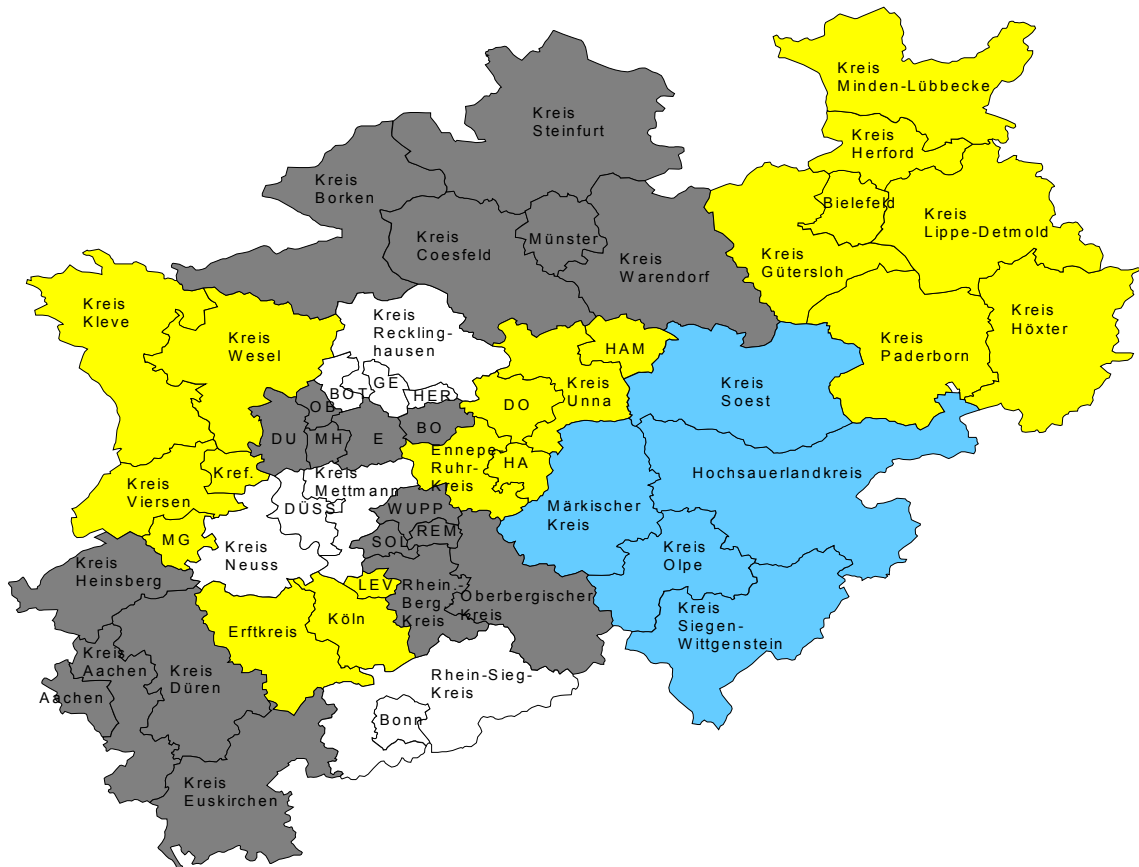 Kreis
Minden-Lübbecke
Kreis
Steinfurt
Kreis
Herford
Kreis
Borken
Bielefeld
Kreis
Lippe-Detmold
Kreis
Coesfeld
Münster
Kreis
Warendorf
Kreis
Gütersloh
Kreis
Kleve
Kreis
Wesel
Kreis
Reckling-
hausen
Kreis
Höxter
Kreis
Paderborn
HAM
Kreis
Unna
Kreis
Soest
BOT
GE
HER
OB
DO
DU
MH
E
BO
Ennepe-
Ruhr-
Kreis
HA
Hochsauerlandkreis
Kref.
Kreis
Viersen
Kreis
Mettmann
DÜSS
WUPP
Märkischer
Kreis
MG
Kreis
Neuss
SOL
REM
Kreis
Olpe
Kreis
Heinsberg
LEV
Rhein.-
Berg.
Kreis
Oberbergischer
Kreis
Erftkreis
Köln
Kreis
Siegen-
Wittgenstein
Kreis
Aachen
Kreis
Düren
Aachen
Rhein-Sieg-
Kreis
Bonn
Kreis
Euskirchen